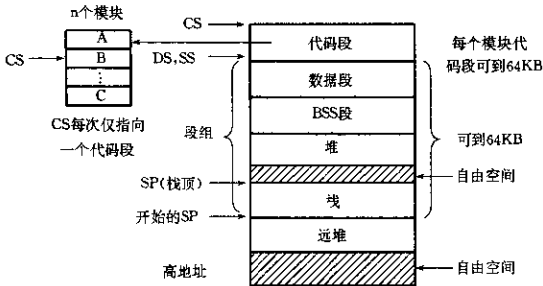 n个模块
A
B
⋮
C
CS
CS每次仅指向
一个代码段
CS
DS,SS
段组
SP(栈顶)
开始的SP
高地址
代码段
数据段
BSS段
堆
栈
远堆
每个模块代
码段可到64KB
可到64KB
自由空间
自由空间